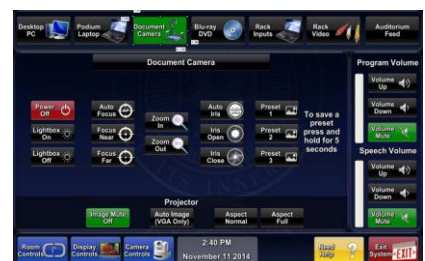 Desktop
PC
Podium
Laptop
Document
Camera
Blu-ray
DVD
Rack
Inputs
Rack
Video
Auditorium
Feed
Document Camera
Program Volume
Power
Off
Auto
Focus
Zoom
In
Auto
Iris
Preset
1
To save a
preset
press and
hold for 5
seconds
Lightbox
On
Focus
Near
Zoom
Out
Iris
Open
Preset
2
Lightbox
Off
Focus
Far
Iris
Close
Preset
3
Volume
Up
Volume
Down
Volume
Mute
Speech Volume
Volume
Up
Volume
Down
Volume
Mute
Projector
Image Mute
Off
Auto Image
(VGA Only)
Aspect
Normal
Aspect
Full
Room
Controls
Display
Controls
Camera
Controls
2:40 PM
November 11 2014
Need
Help
Exit
System
EXIT